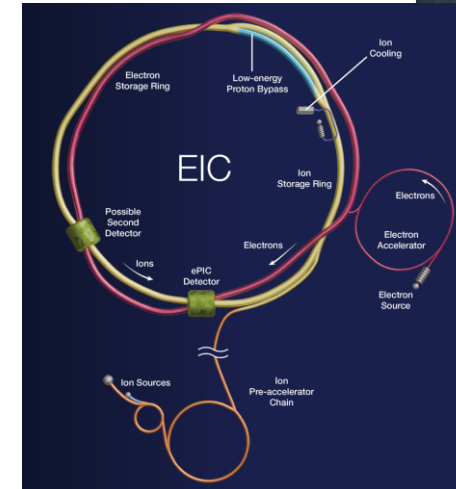 Ion
Cooling
Electron
Storage Ring
Low-energy
Proton Bypass
EIC
Ion
Storage Ring
Electrons
Electron
Accelerator
Possible
Second
Detector
Electrons
Ions
ePIC
Detector
Electron
Source
Ion Sources
Ion
Pre-accelerator
Chain